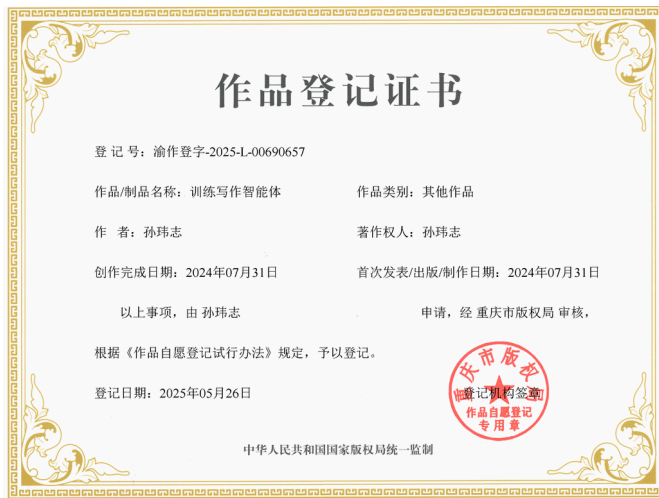 作品登记证书
登 记 号：渝作登字-2025-L-00690657
作品/制品名称：训练写作智能体 作品类别：其他作品
作 者：孙玮志 著作权人：孙玮志
创作完成日期：2024年07月31日 首次发表/出版/制作日期：2024年07月31日
以上事项，由 孙玮志 申请，经 重庆市版权局 审核，
根据《作品自愿登记试行办法》规定，予以登记。
登记日期：2025年05月26日 登记机构签章
重庆市版权局
作品自愿登记
专用章
中华人民共和国国家版权局统一监制